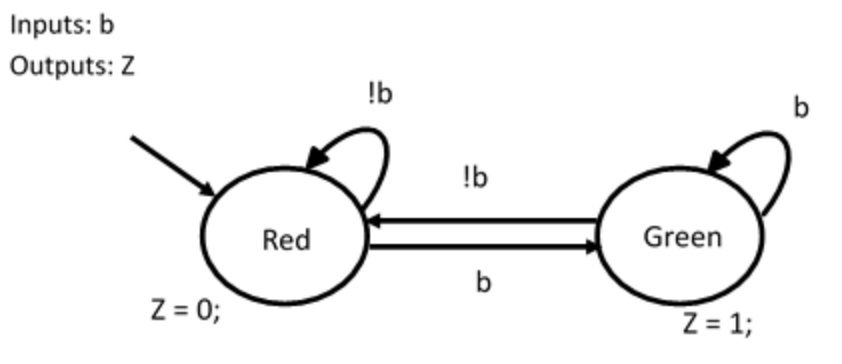 Inputs: b
Outputs: Z
!b
b
!b
Red
Green
b
Z = 0;
Z = 1;